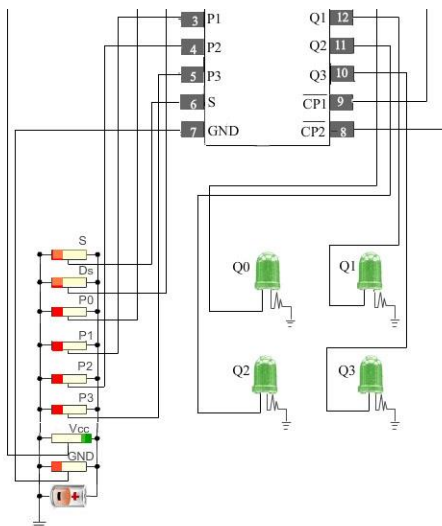 3 P1 Q1 12
4 P2 Q2 11
5 P3 Q3 10
6 S CP1 9
7 GND CP2 8
S
Ds
Q0 Q1
P0
P1
P2 Q2 Q3
P3
Vcc
GND
- +